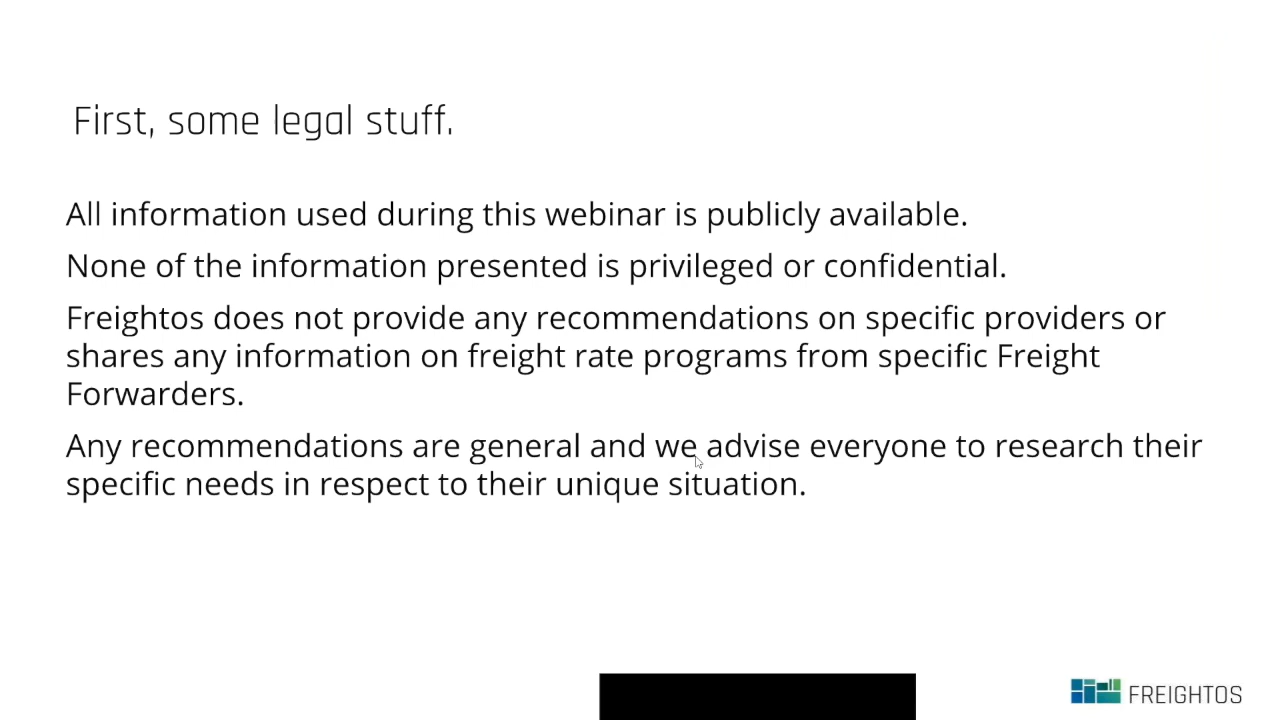 First, some legal stuff.
All information used during this webinar is publicly available.
None of the information presented is privileged or confidential.
Freightos does not provide any recommendations on specific providers or
shares any information on freight rate programs from specific Freight
Forwarders.
Any recommendations are general and we advise everyone to research their
specific needs in respect to their unique situation.
FREIGHTOS